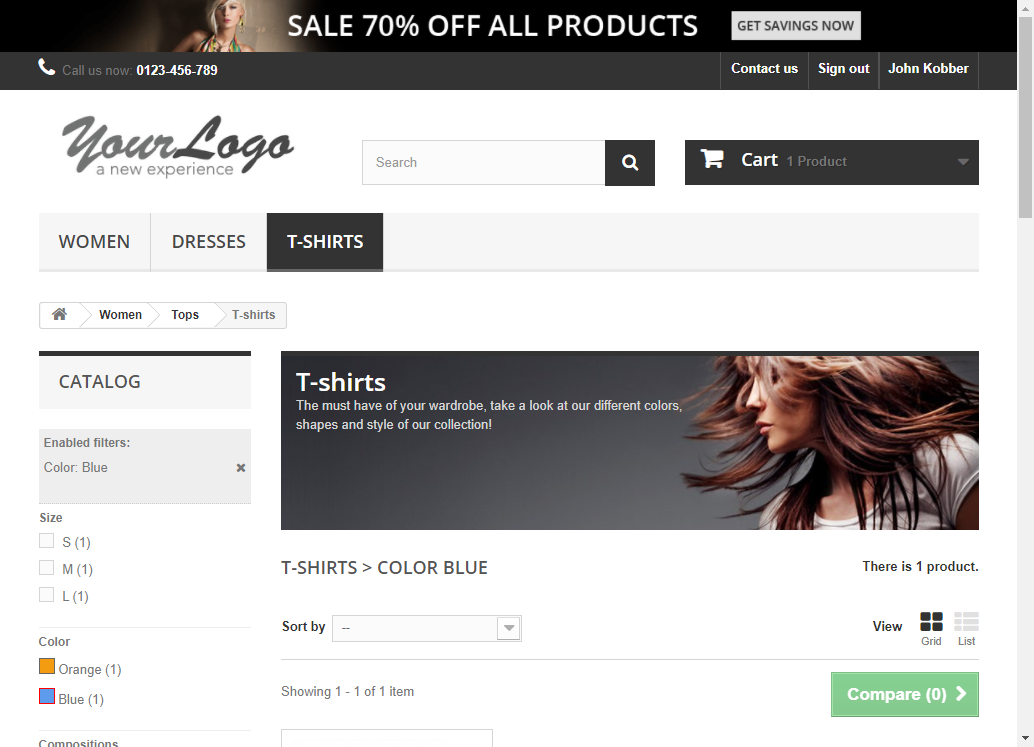 SALE 70% OFF ALL PRODUCTS GET SAVINGS NOW
Call us now: 0123-456-789 Contact us Sign out John Kobber
YourLogo
a new experience
Search
Cart 1 Product
WOMEN DRESSES T-SHIRTS
Women Tops T-shirts
CATALOG
Enabled filters:
Color: Blue
Size
S (1)
M (1)
L (1)
Color
Orange (1)
Blue (1)
Compositions
T-shirts
The must have of your wardrobe, take a look at our different colors,
shapes and style of our collection!
T-SHIRTS > COLOR BLUE There is 1 product.
Sort by -- View Grid List
Showing 1 - 1 of 1 item Compare (0)